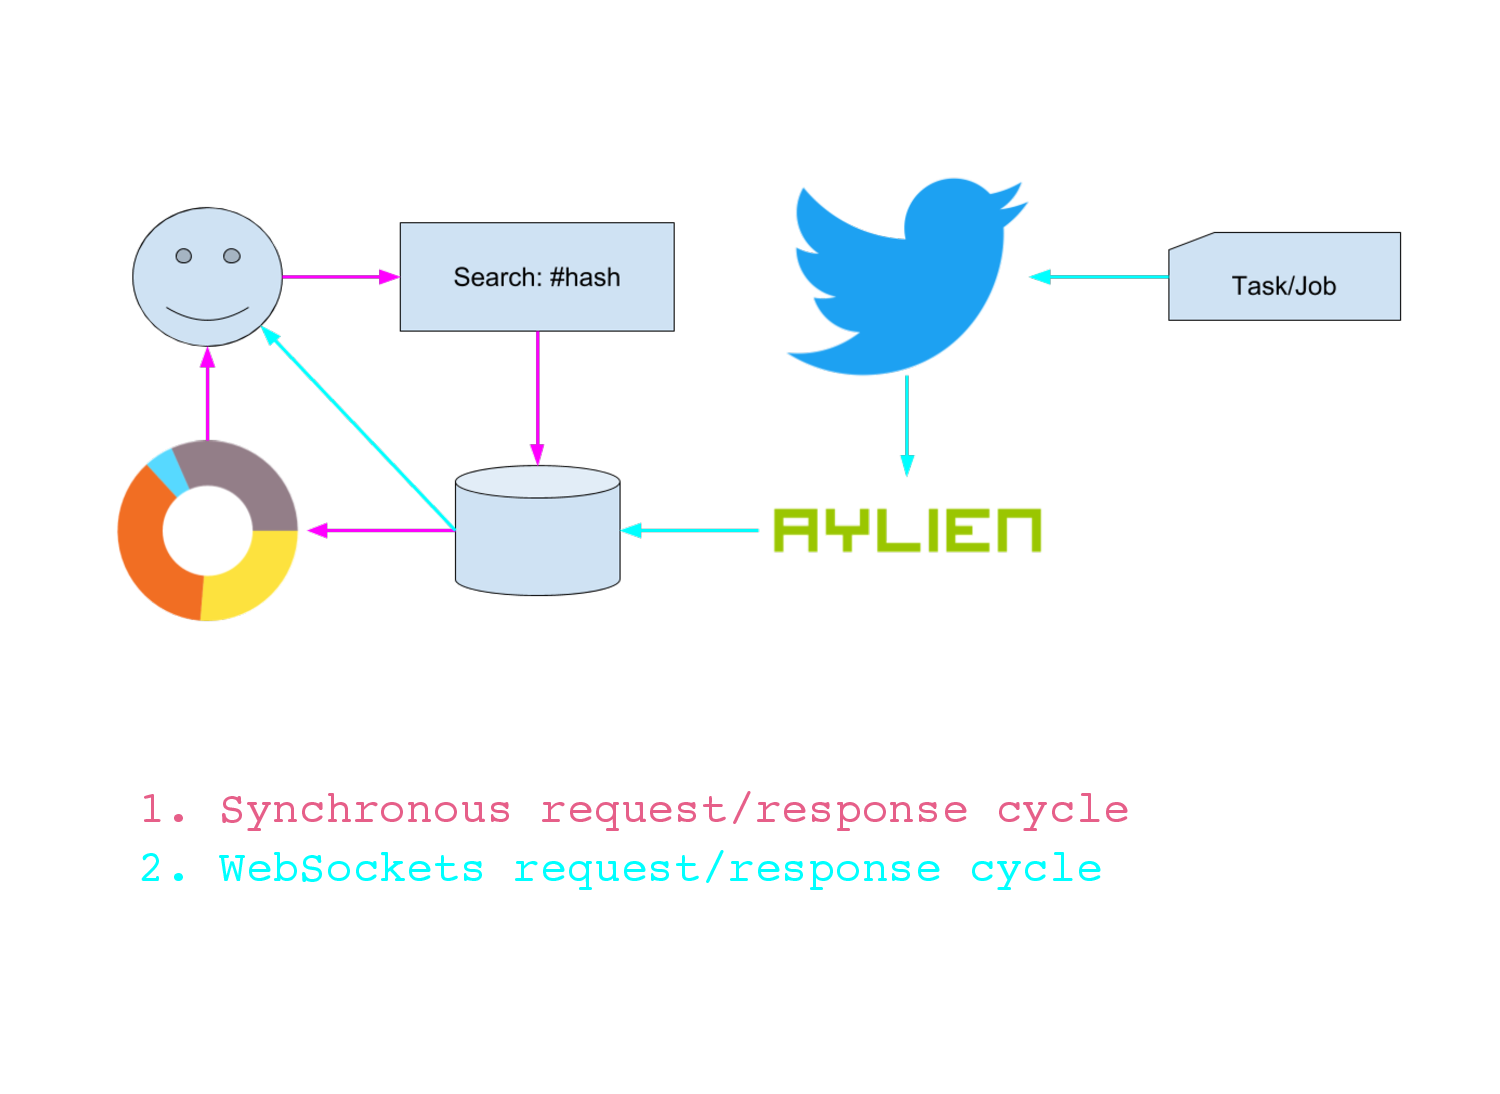 Search: #hash
Task/Job
AYLIEN
1. Synchronous request/response cycle
2. WebSockets request/response cycle